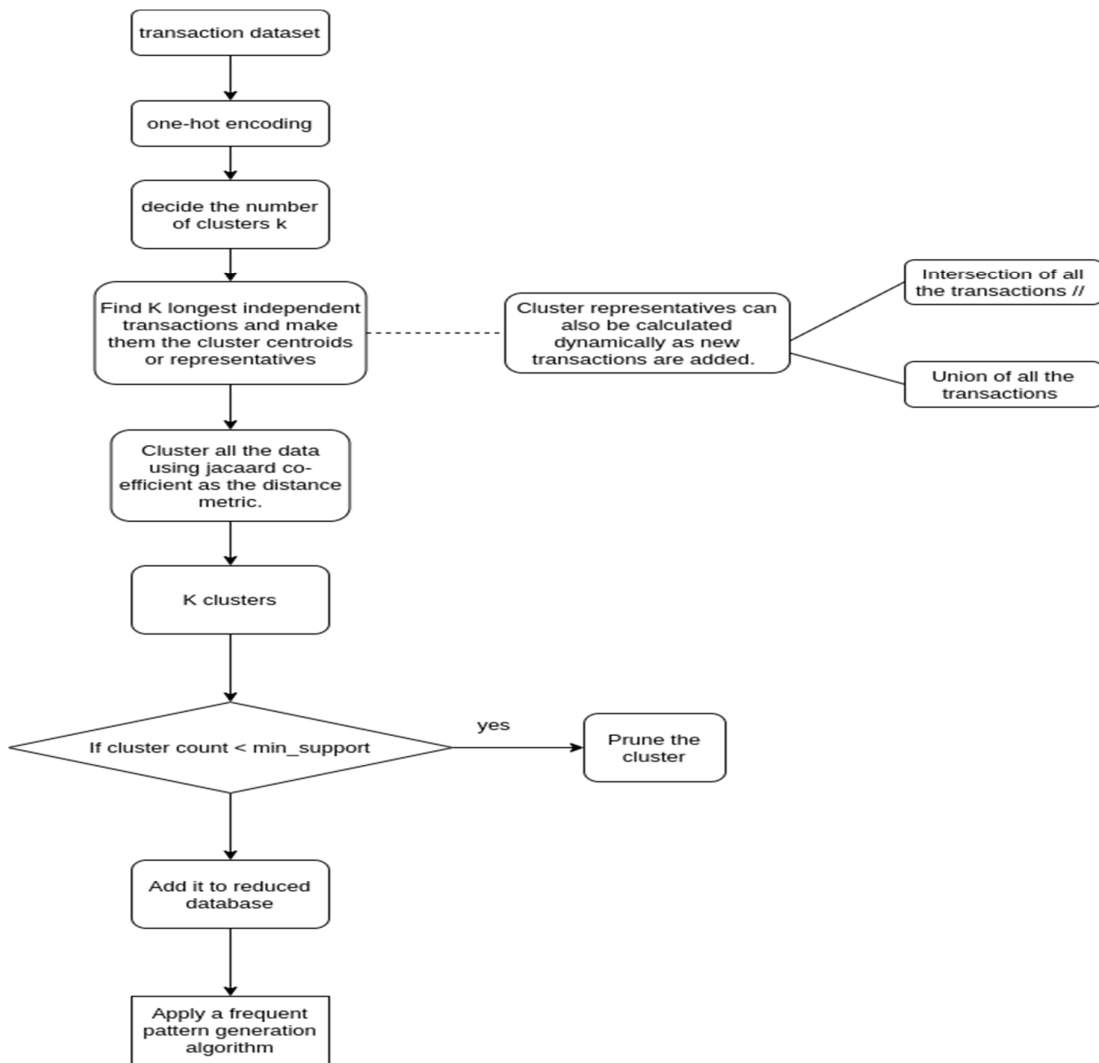 transaction dataset
one-hot encoding
decide the number
of clusters k
Find K longest independent
transactions and make
them the cluster centroids
or representatives
Cluster representatives can
also be calculated
dynamically as new
transactions are added.
Intersection of all
the transactions //
Union of all the
transactions
Cluster all the data
using jacaard co-
efficient as the distance
metric.
K clusters
If cluster count < min_support
yes
Prune the
cluster
Add it to reduced
database
Apply a frequent
pattern generation
algorithm